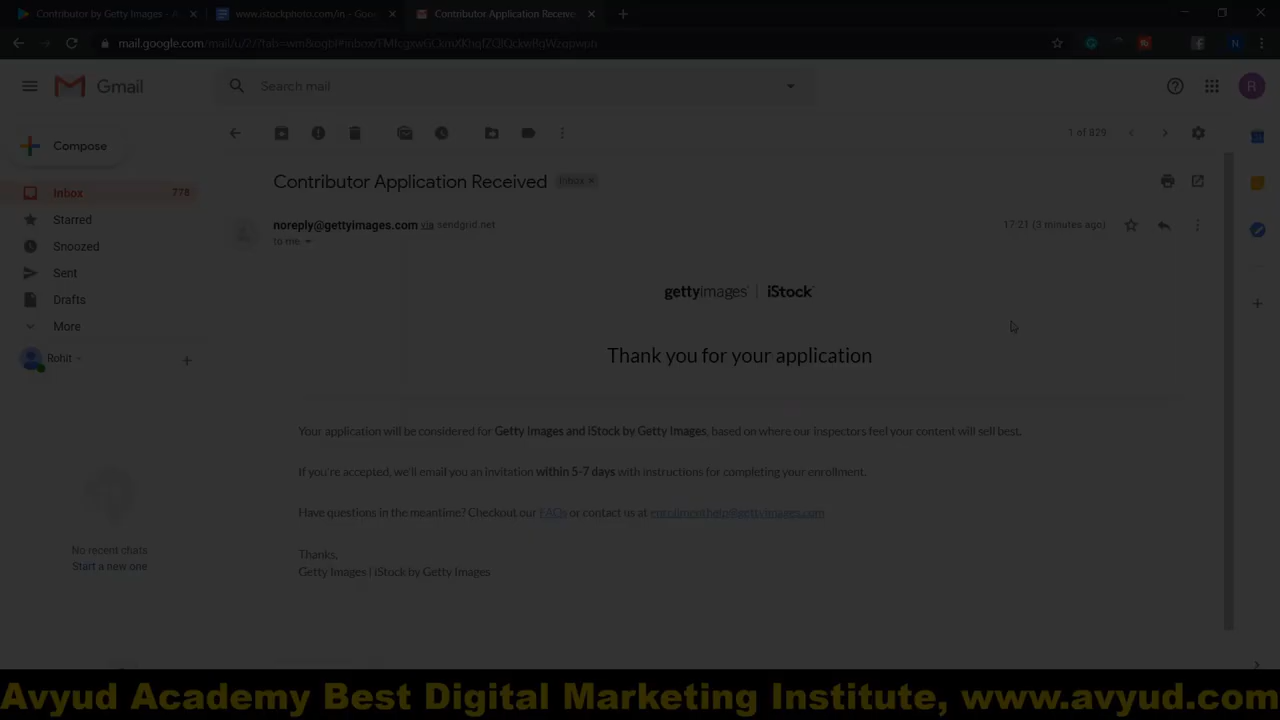 Contributor by Getty Images - A
www.istockphoto.com/in. - Goo
Contributor Application Receive
Gmail
Search mail
R
N
Compose
1 of 829
Inbox 778
Contributor Application Received Inbox
Starred
noreply@gettyimages.com via sendgrid.net
17:21 (3 minutes ago)
to me
Snoozed
Sent
Drafts
More
gettyimages | iStock
Rohit
Thank you for your application
Your application will be considered for Getty Images and iStock by Getty Images, based on where our inspectors feel your content will sell best.
If you're accepted, we'll email you an invitation within 5-7 days with instructions for completing your enrollment.
Have questions in the meantime? Checkout our FAQs or contact us at enrollmenthelp@gettyimages.com
No recent chats
Start a new one
Thanks,
Getty Images | iStock by Getty Images
Avyud Academy Best Digital Marketing Institute, www.avyud.com